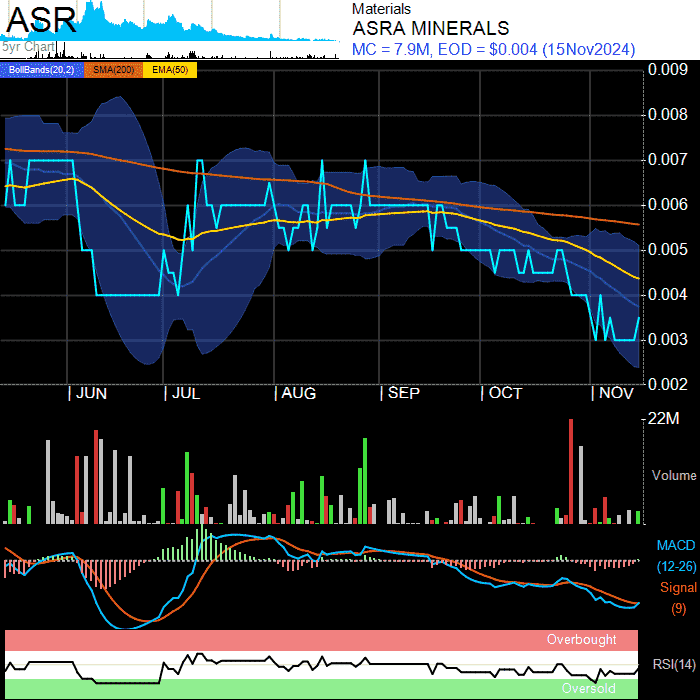 ASR
5yr Chart
Materials
ASRA MINERALS
MC = 7.9M, EOD = $0.004 (15Nov2024)
BollBands(20,2) SMA(200) EMA(50)
0.009
0.008
0.007
0.006
0.005
0.004
0.003
0.002
JUN JUL AUG SEP OCT NOV
22M
Volume
MACD
(12-26)
Signal
(9)
Overbought
RSI(14)
Oversold